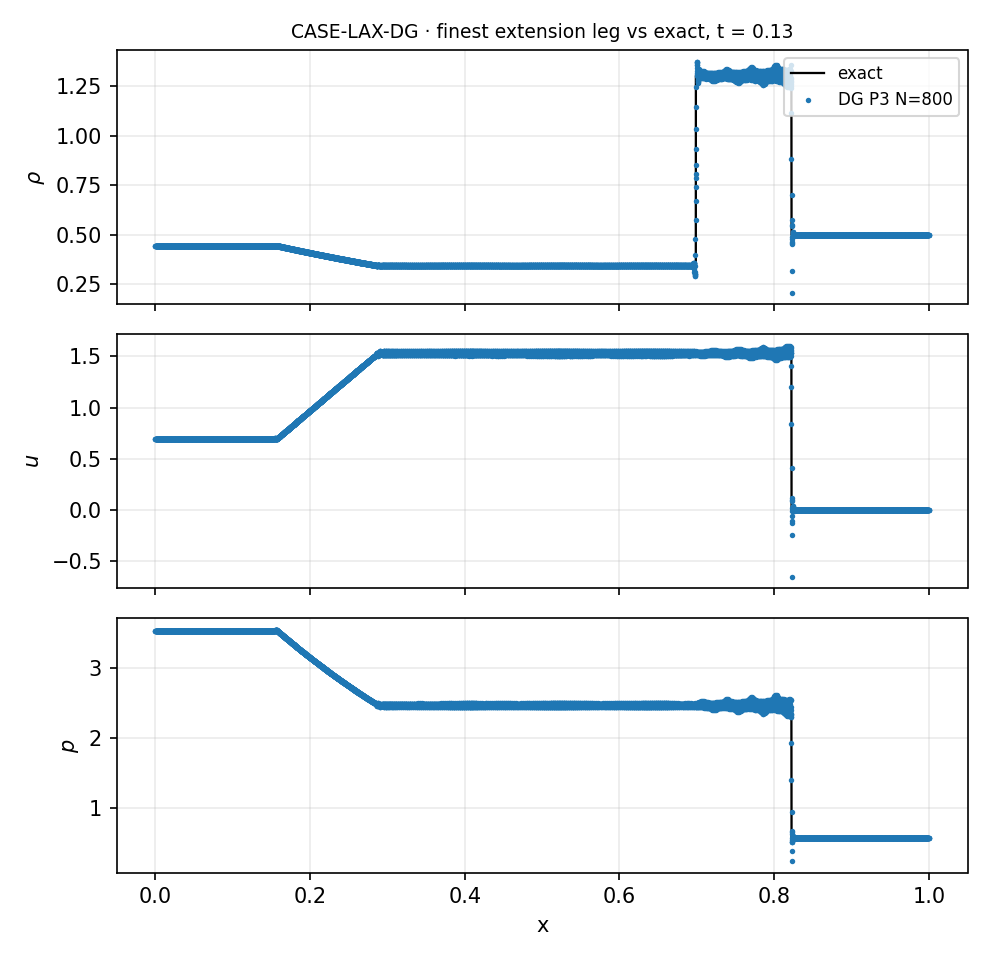 CASE-LAX-DG · finest extension leg vs exact, t = 0.13
1.25
1.00
0.75
0.50
0.25
ρ
exact
DG P3 N=800
1.5
1.0
0.5
0.0
−0.5
u
3
2
1
p
0.0 0.2 0.4 0.6 0.8 1.0
x